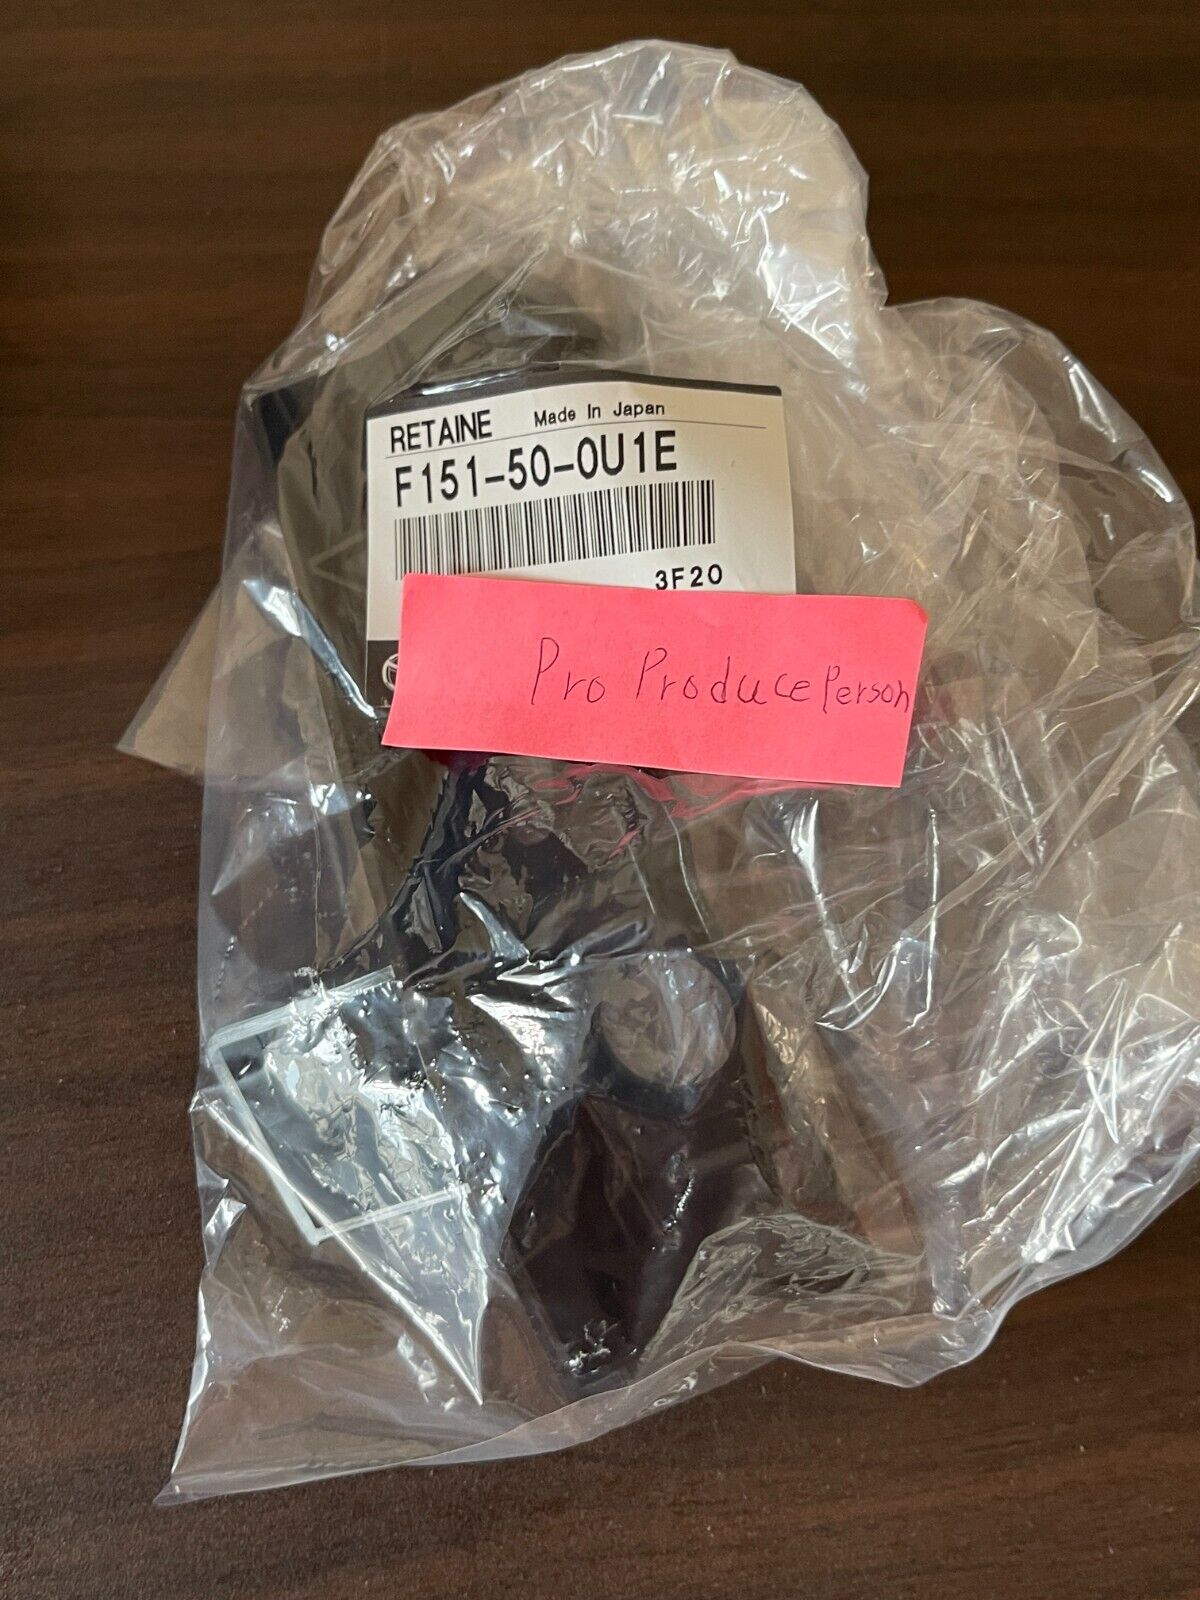 RETAINE Made In Japan
F151-50-0U1E
3F20
Pro Produce Person